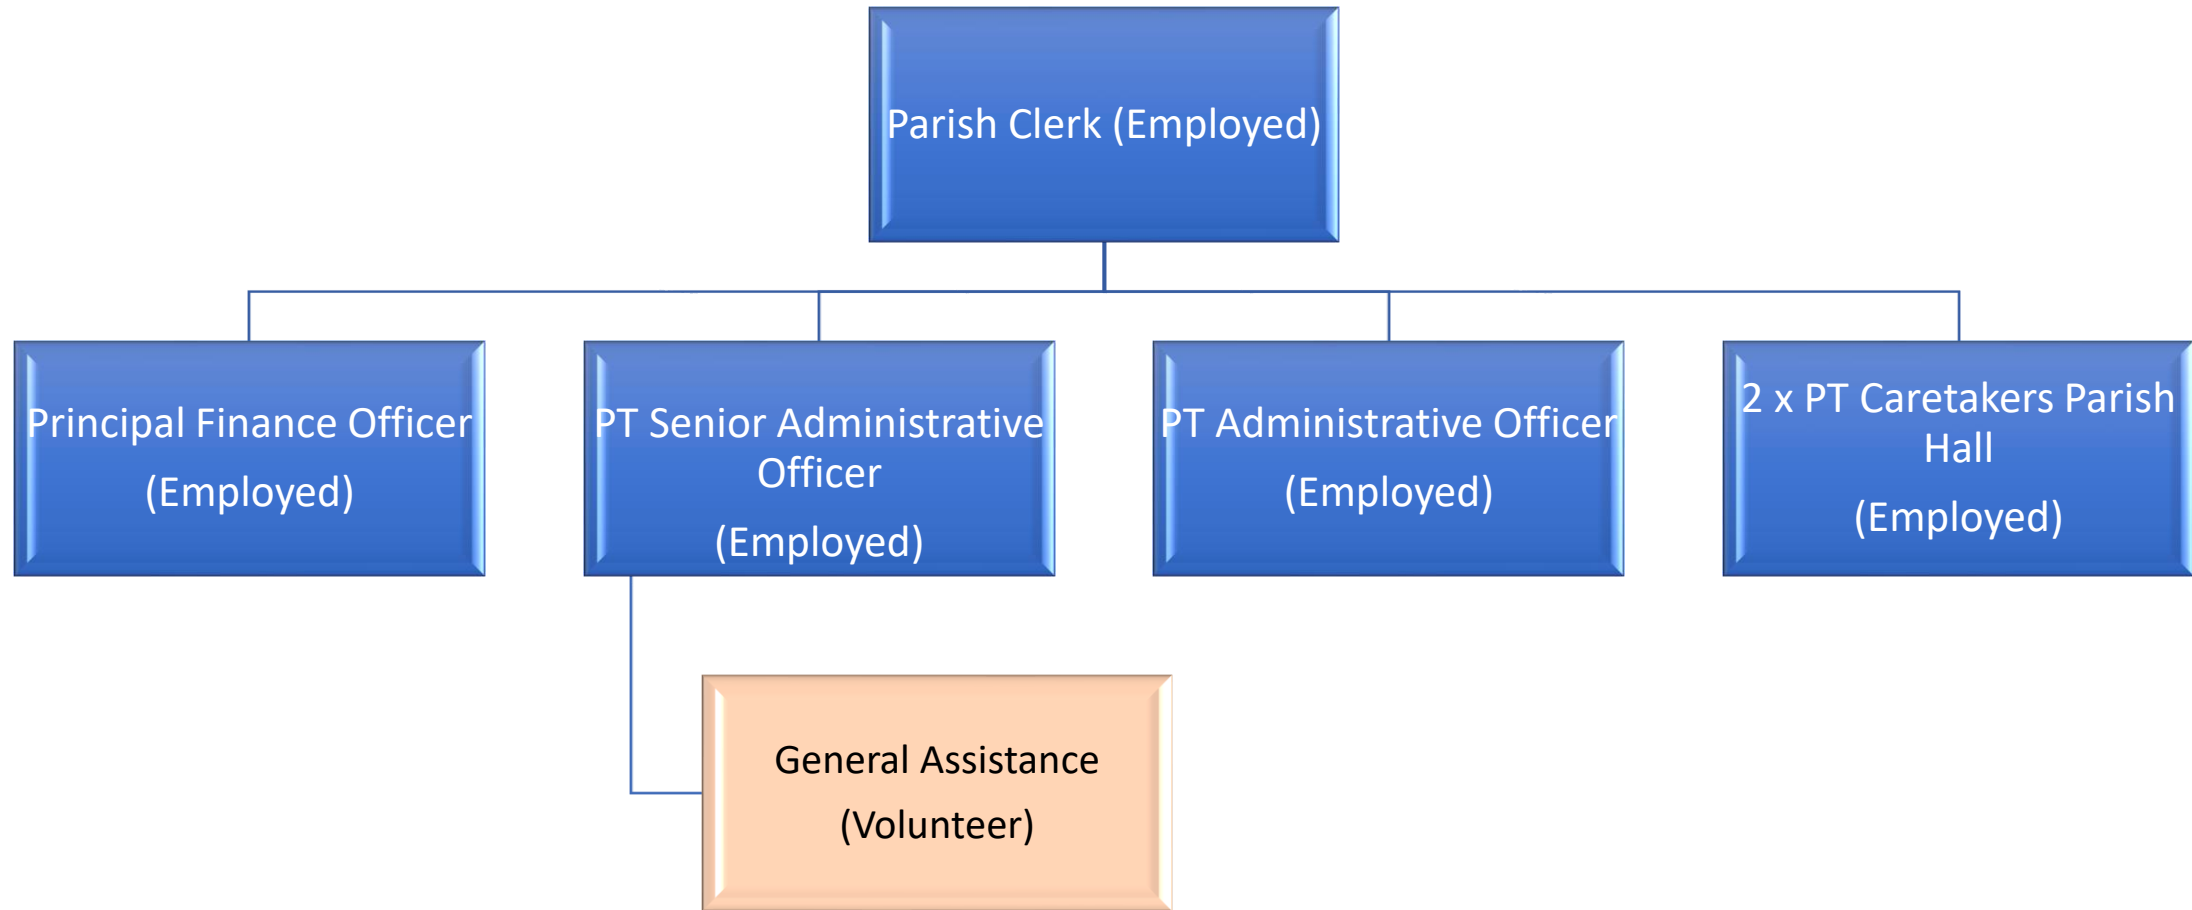 Parish Clerk (Employed)
Principal Finance Officer
(Employed)
PT Senior Administrative
Officer
(Employed)
PT Administrative Officer
(Employed)
2 x PT Caretakers Parish
Hall
(Employed)
General Assistance
(Volunteer)